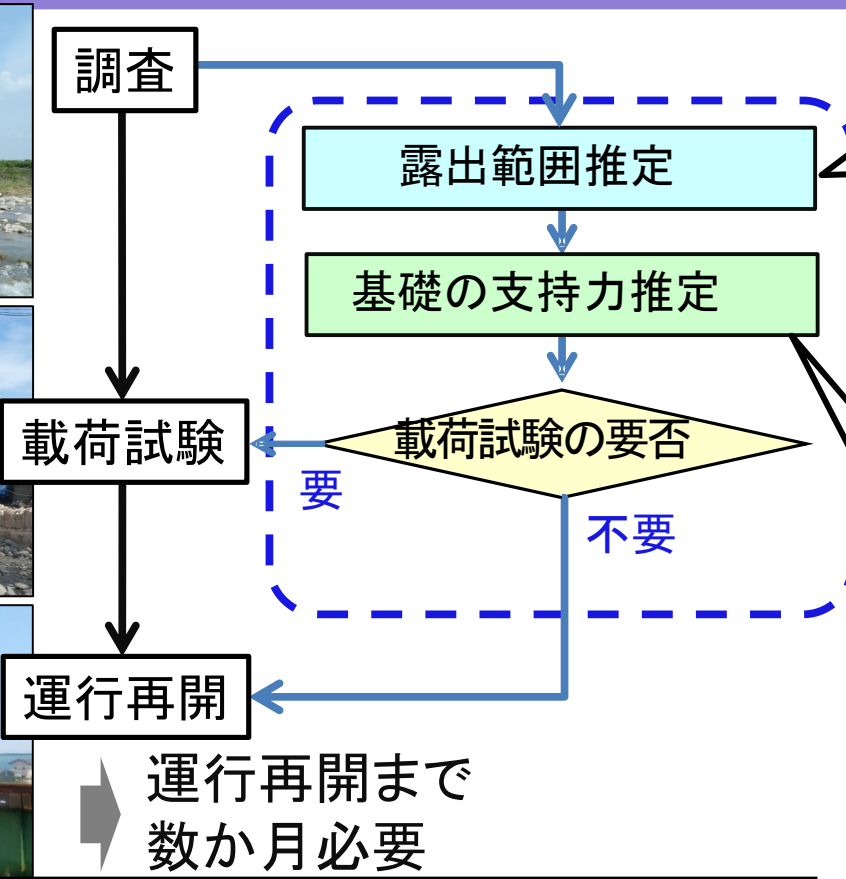 調査
露出範囲推定
基礎の支持力推定
載荷試験の要否
載荷試験
要
不要
運行再開
運行再開まで
数か月必要